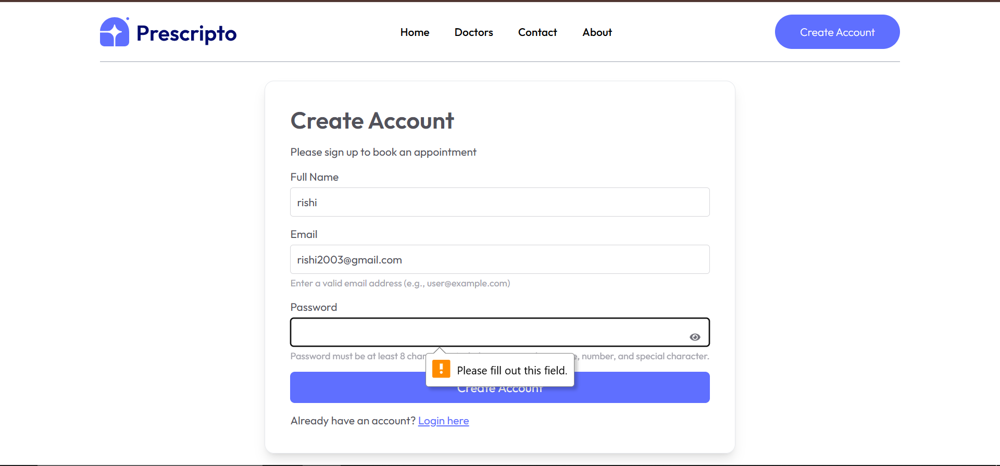 Prescripto
Home Doctors Contact About
Create Account
Create Account
Please sign up to book an appointment
Full Name
rishi
Email
rishi2003@gmail.com
Enter a valid email address (e.g., user@example.com)
Password
Password must be at least 8 number, and special character.
Please fill out this field.
Create Account
Already have an account? Login here